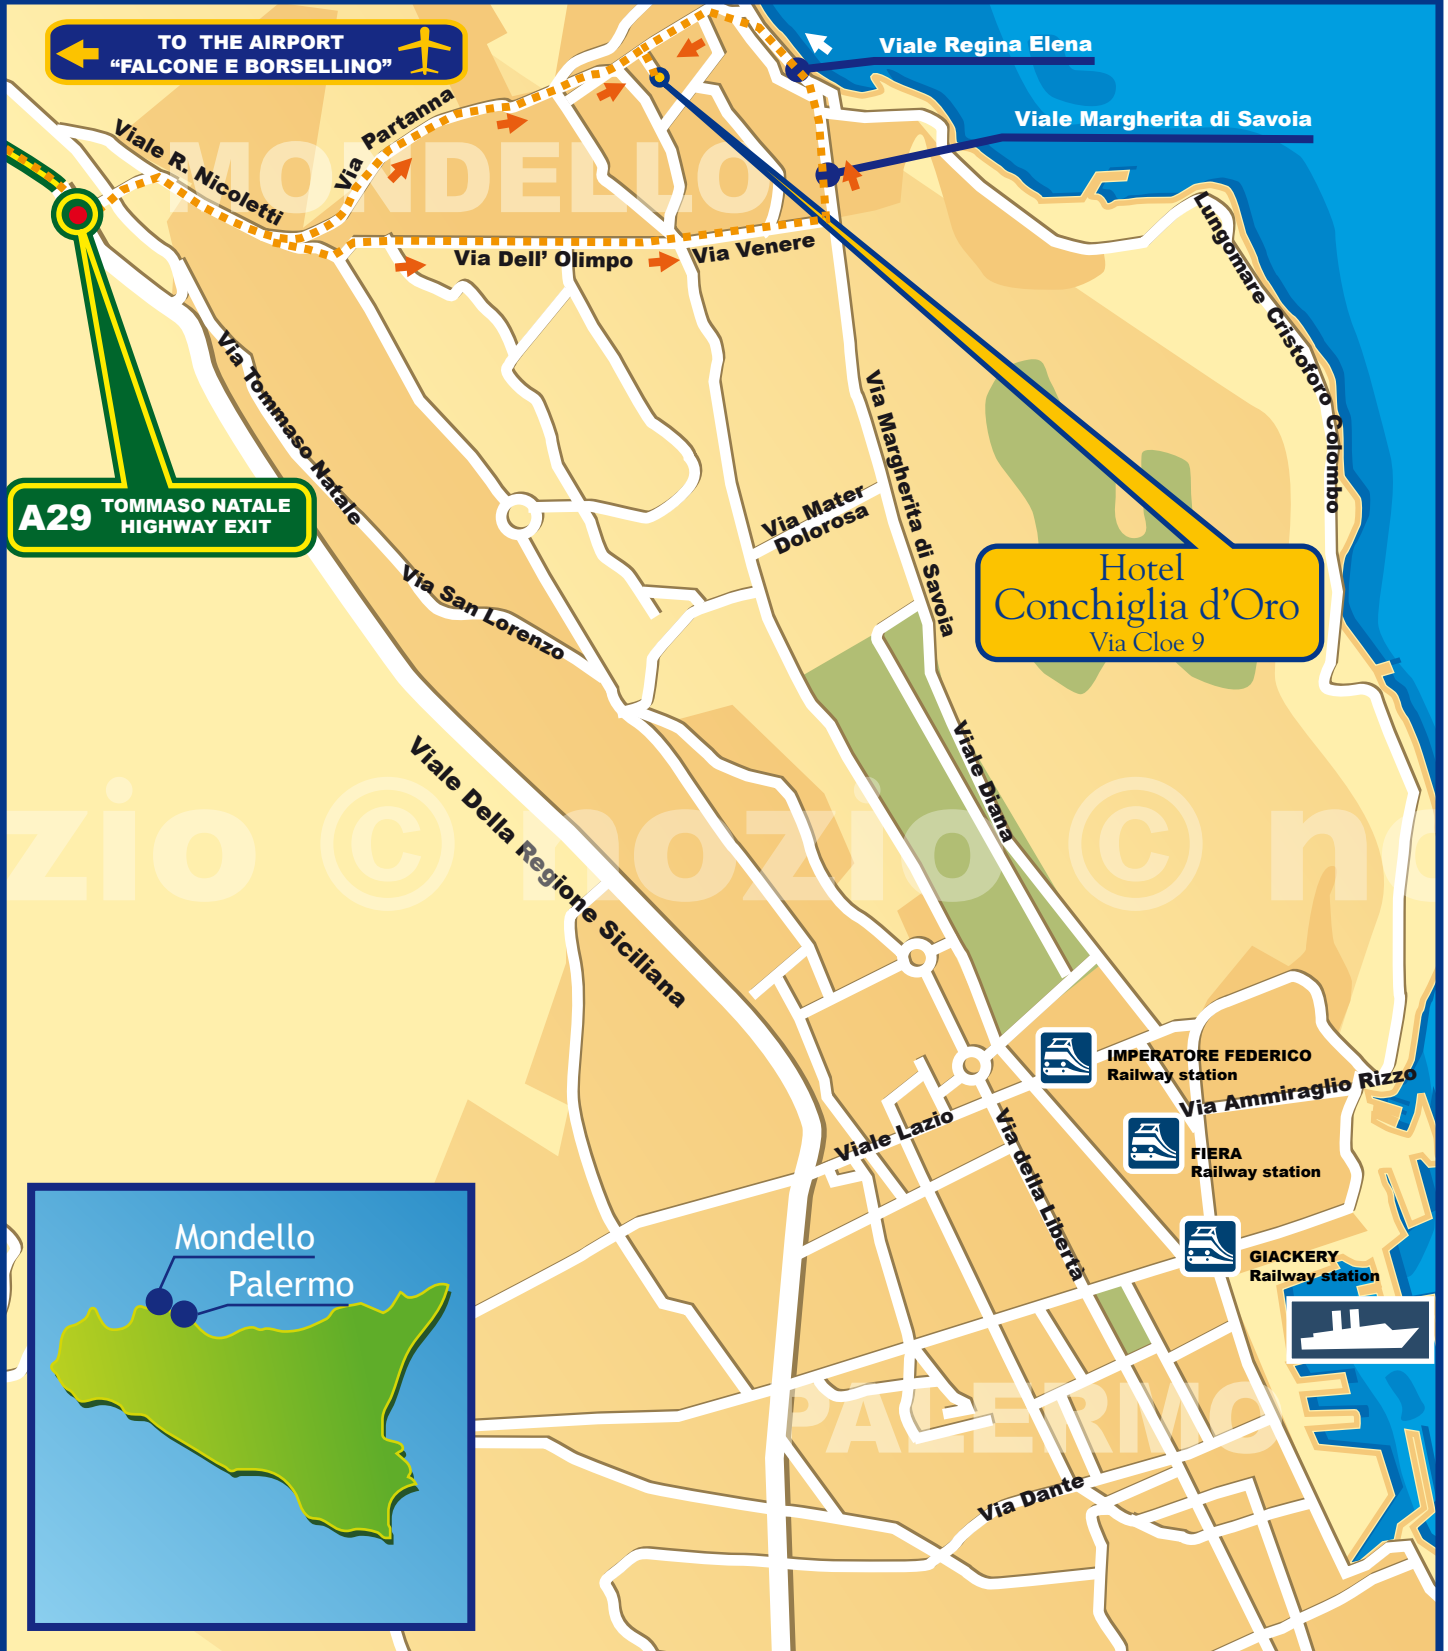 TO THE AIRPORT
“FALCONE E BORSELLINO”
Viale Regina Elena
Viale Margherita di Savoia
Via Partanna
Viale R. Nicoletti
MONDELLO
Via Dell’ Olimpo
Via Venere
Lungomare Cristoforo Colombo
Via Tommaso Natale
A29
TOMMASO NATALE
HIGHWAY EXIT
Via Margherita di Savoia
Via Mater
Dolorosa
Hotel
Conchiglia d’Oro
Via Cloe 9
Via San Lorenzo
Viale Diana
Viale Della Regione Siciliana
zio © nozio © no
IMPERATORE FEDERICO
Railway station
Via Ammiraglio Rizzo
Viale Lazio
Via della Libertà
FIERA
Railway station
GIACKERY
Railway station
Mondello
Palermo
PALERMO
Via Dante